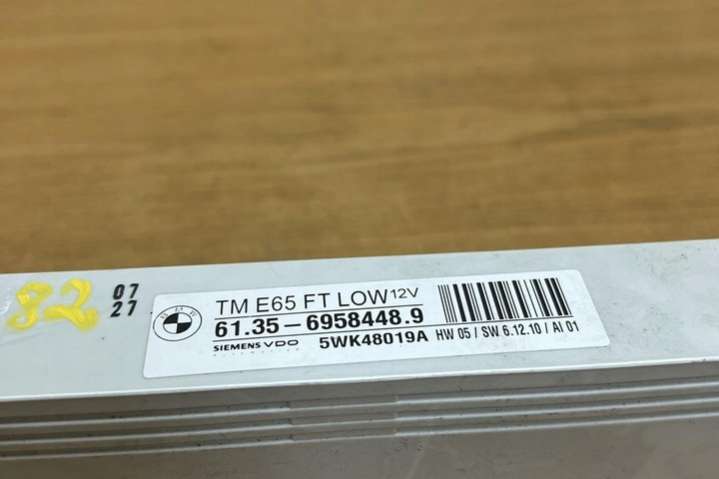 82
07
27
BMW
TM E65 FT LOW 12V
61.35 - 6958448.9
SIEMENS VDO
5WK48019A
HW 05 / SW 6.12.10 / AI 01